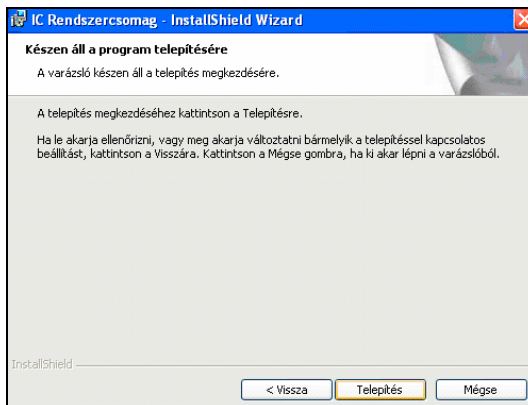 IC Rendszercsomag - InstallShield Wizard
Készen áll a program telepítésére
A varázsló készen áll a telepítés megkezdésére.
A telepítés megkezdéséhez kattintson a Telepítésre.
Ha le akarja ellenőrizni, vagy meg akarja változtatni bármelyik a telepítéssel kapcsolatos
beállítást, kattintson a Visszára. Kattintson a Mégse gombra, ha ki akar lépni a varázslóból.
InstallShield
< Vissza Telepítés Mégse